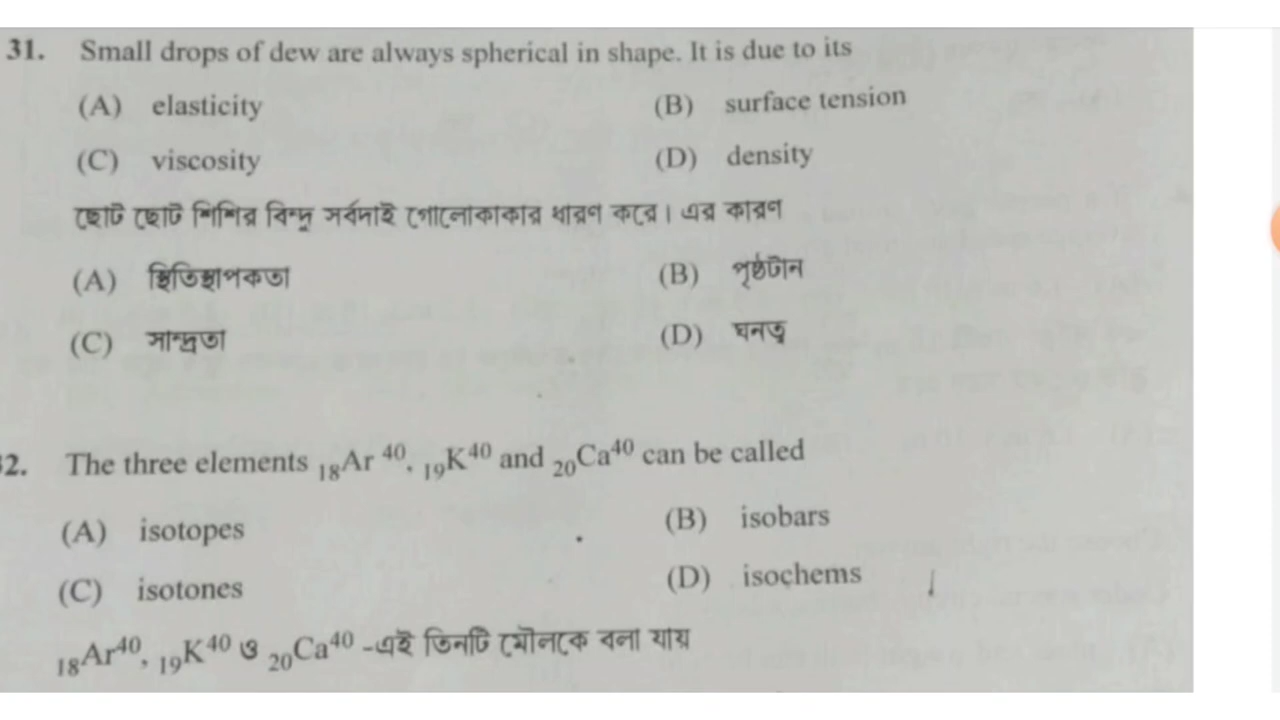 31. Small drops of dew are always spherical in shape. It is due to its
(A) elasticity (B) surface tension
(C) viscosity (D) density
ছোট ছোট শিশির বিন্দু সর্বদাই গোলোকাকার ধারণ করে। এর কারণ
(A) স্থিতিস্থাপকতা (B) পৃষ্ঠটান
(C) সান্দ্রতা (D) ঘনত্ব
32. The three elements ₁₈Ar⁴⁰, ₁₉K⁴⁰ and ₂₀Ca⁴⁰ can be called
(A) isotopes (B) isobars
(C) isotones (D) isochems
₁₈Ar⁴⁰, ₁₉K⁴⁰ ও ₂₀Ca⁴⁰ -এই তিনটি মৌলকে বলা যায়